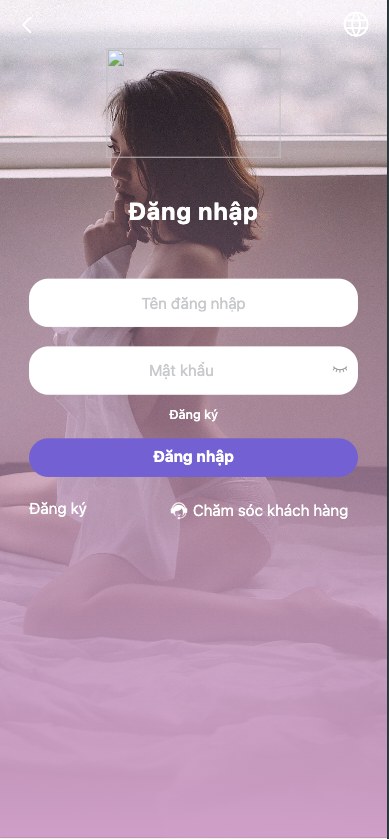 Đăng nhập
Tên đăng nhập
Mật khẩu
Đăng ký
Đăng nhập
Đăng ký
Chăm sóc khách hàng